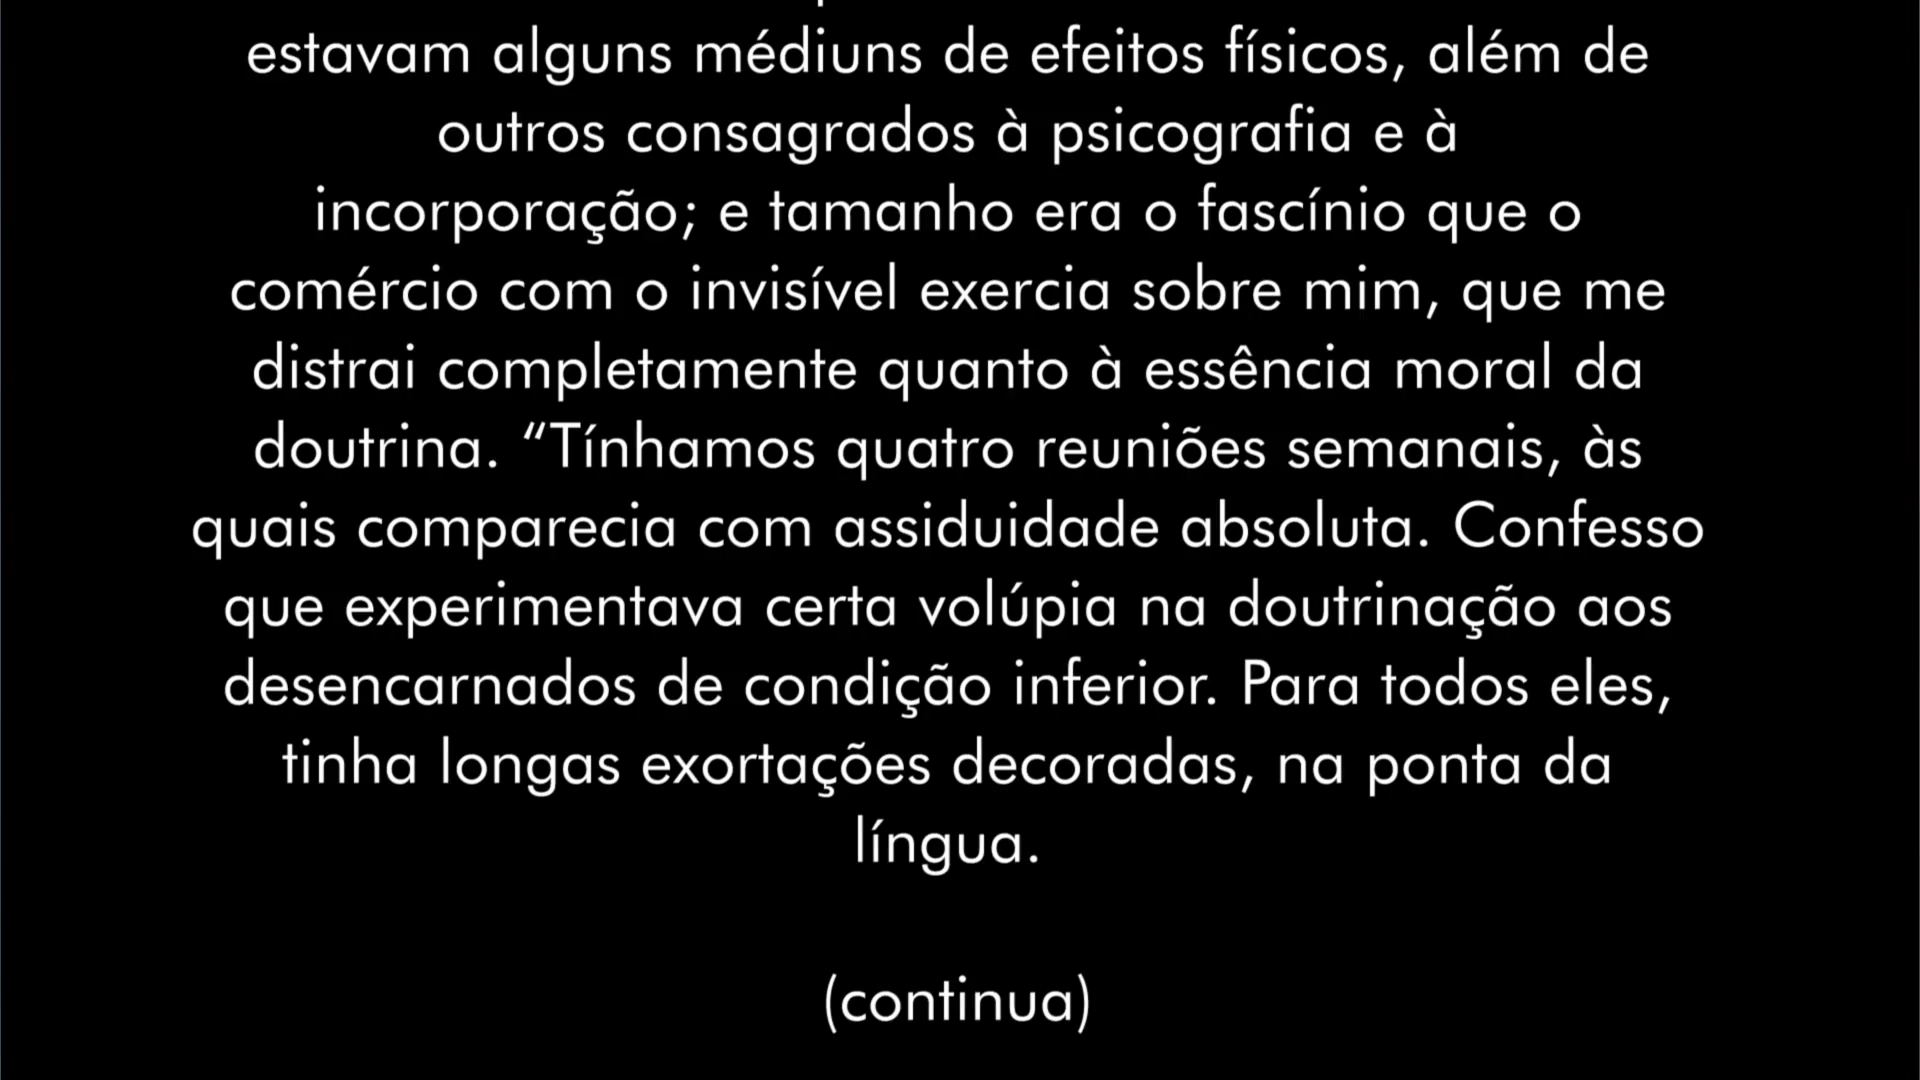 estavam alguns médiuns de efeitos físicos, além de
outros consagrados à psicografia e à
incorporação; e tamanho era o fascínio que o
comércio com o invisível exercia sobre mim, que me
distrai completamente quanto à essência moral da
doutrina. “Tínhamos quatro reuniões semanais, às
quais comparecia com assiduidade absoluta. Confesso
que experimentava certa volúpia na doutrinação aos
desencarnados de condição inferior. Para todos eles,
tinha longas exortações decoradas, na ponta da
língua.
(continua)